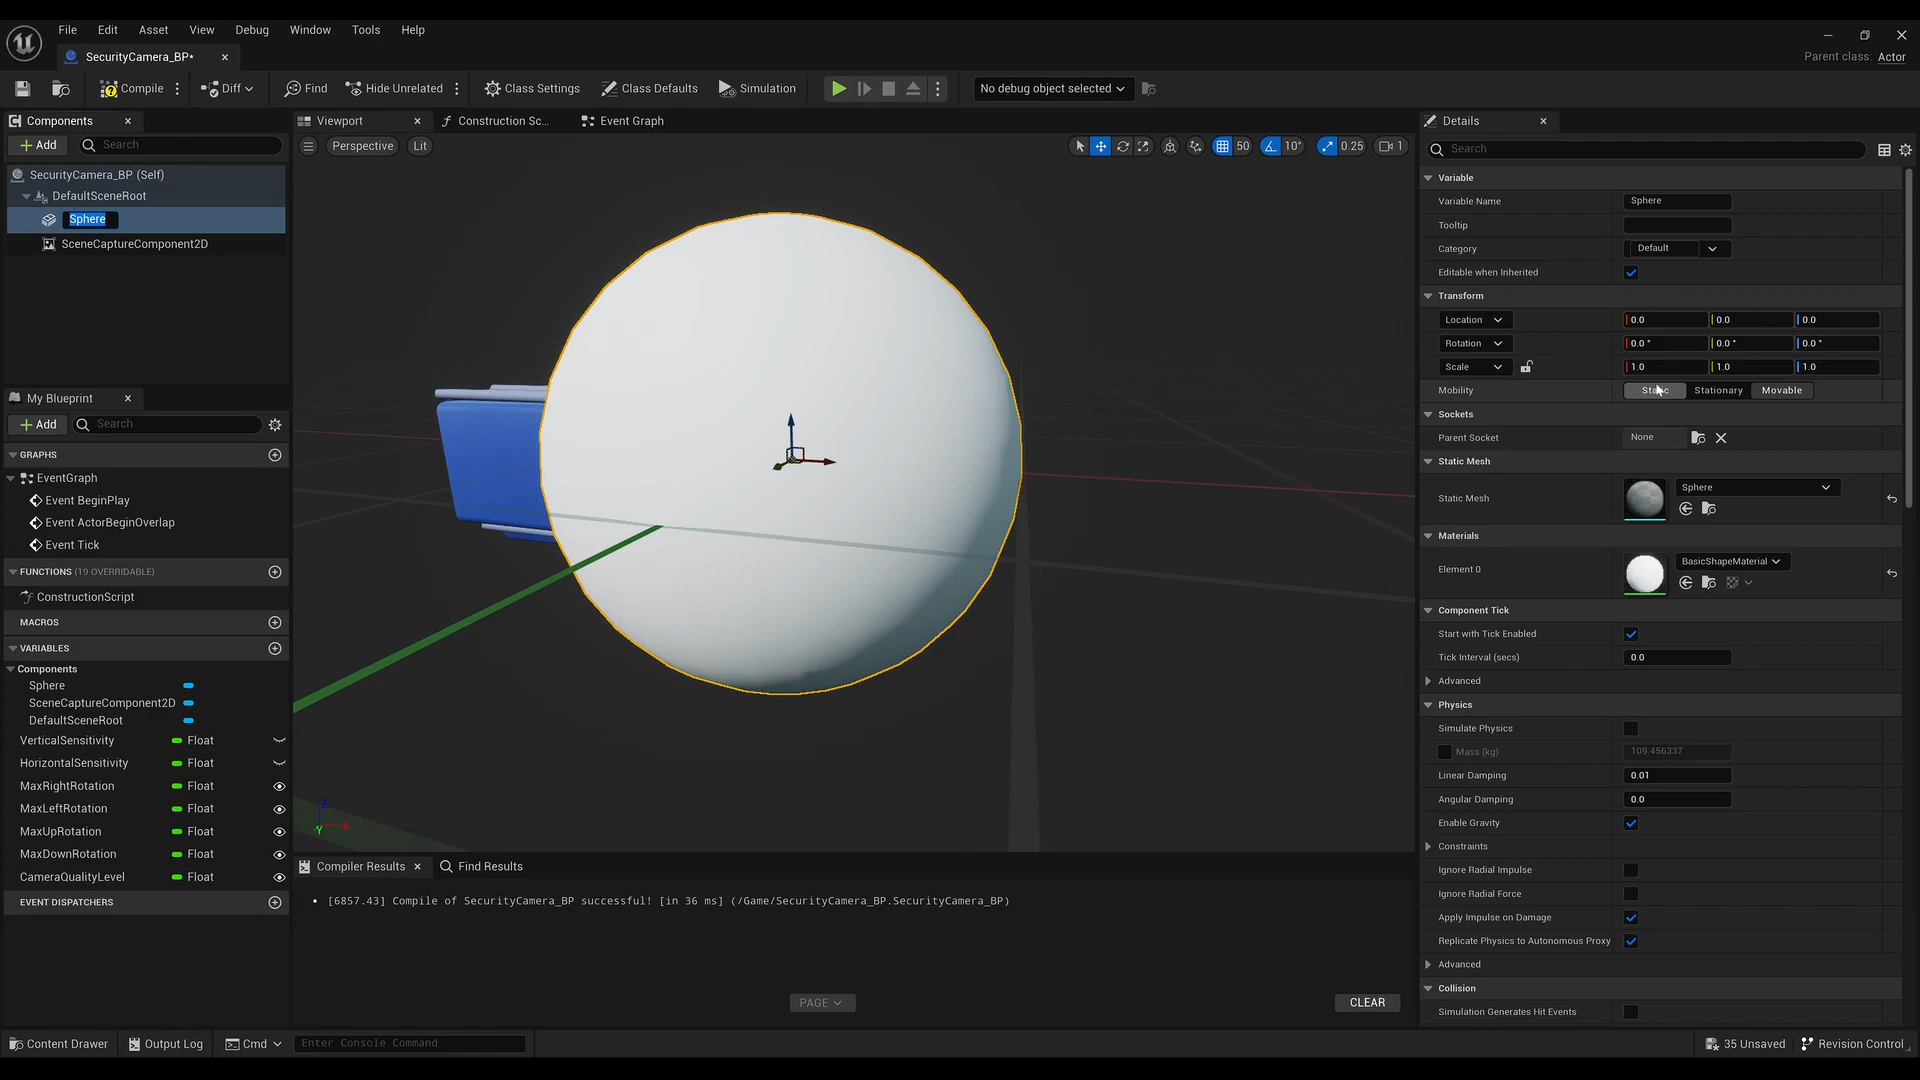 File Edit Asset View Debug Window Tools Help
SecurityCamera_BP*
Parent class: Actor
Compile Diff Find Hide Unrelated Class Settings Class Defaults Simulation No debug object selected
Components
Add Search
SecurityCamera_BP (Self)
DefaultSceneRoot
Sphere
SceneCaptureComponent2D
My Blueprint
Add Search
GRAPHS
EventGraph
Event BeginPlay
Event ActorBeginOverlap
Event Tick
FUNCTIONS (19 OVERRIDABLE)
ConstructionScript
MACROS
VARIABLES
Components
Sphere
SceneCaptureComponent2D
DefaultSceneRoot
VerticalSensitivity Float
HorizontalSensitivity Float
MaxRightRotation Float
MaxLeftRotation Float
MaxUpRotation Float
MaxDownRotation Float
CameraQualityLevel Float
EVENT DISPATCHERS
Viewport Construction Sc... Event Graph
Perspective Lit 50 10° 0.25 1
Z
X
Y
Compiler Results Find Results
[6857.43] Compile of SecurityCamera_BP successful! [in 36 ms] (/Game/SecurityCamera_BP.SecurityCamera_BP)
PAGE CLEAR
Details
Search
Variable
Variable Name Sphere
Tooltip
Category Default
Editable when Inherited
Transform
Location 0.0 0.0 0.0
Rotation 0.0 ° 0.0 ° 0.0 °
Scale 1.0 1.0 1.0
Mobility Static Stationary Movable
Sockets
Parent Socket None
Static Mesh
Static Mesh Sphere
Materials
Element 0 BasicShapeMaterial
Component Tick
Start with Tick Enabled
Tick Interval (secs) 0.0
Advanced
Physics
Simulate Physics
Mass (kg) 109.456337
Linear Damping 0.01
Angular Damping 0.0
Enable Gravity
Constraints
Ignore Radial Impulse
Ignore Radial Force
Apply Impulse on Damage
Replicate Physics to Autonomous Proxy
Advanced
Collision
Simulation Generates Hit Events
Content Drawer Output Log Cmd Enter Console Command 35 Unsaved Revision Control